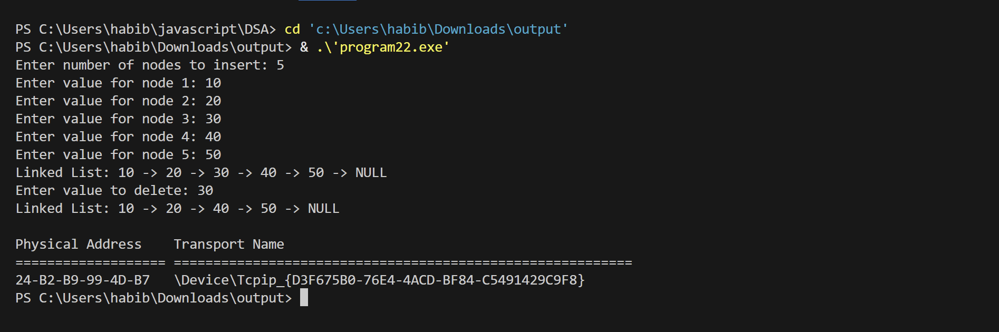 PS C:\Users\habib\javascript\DSA> cd 'c:\Users\habib\Downloads\output'
PS C:\Users\habib\Downloads\output> & .\'program22.exe'
Enter number of nodes to insert: 5
Enter value for node 1: 10
Enter value for node 2: 20
Enter value for node 3: 30
Enter value for node 4: 40
Enter value for node 5: 50
Linked List: 10 -> 20 -> 30 -> 40 -> 50 -> NULL
Enter value to delete: 30
Linked List: 10 -> 20 -> 40 -> 50 -> NULL
Physical Address    Transport Name
=================== ==========================================================
24-B2-B9-99-4D-B7   \Device\Tcpip_{D3F675B0-76E4-4ACD-BF84-C5491429C9F8}
PS C:\Users\habib\Downloads\output>